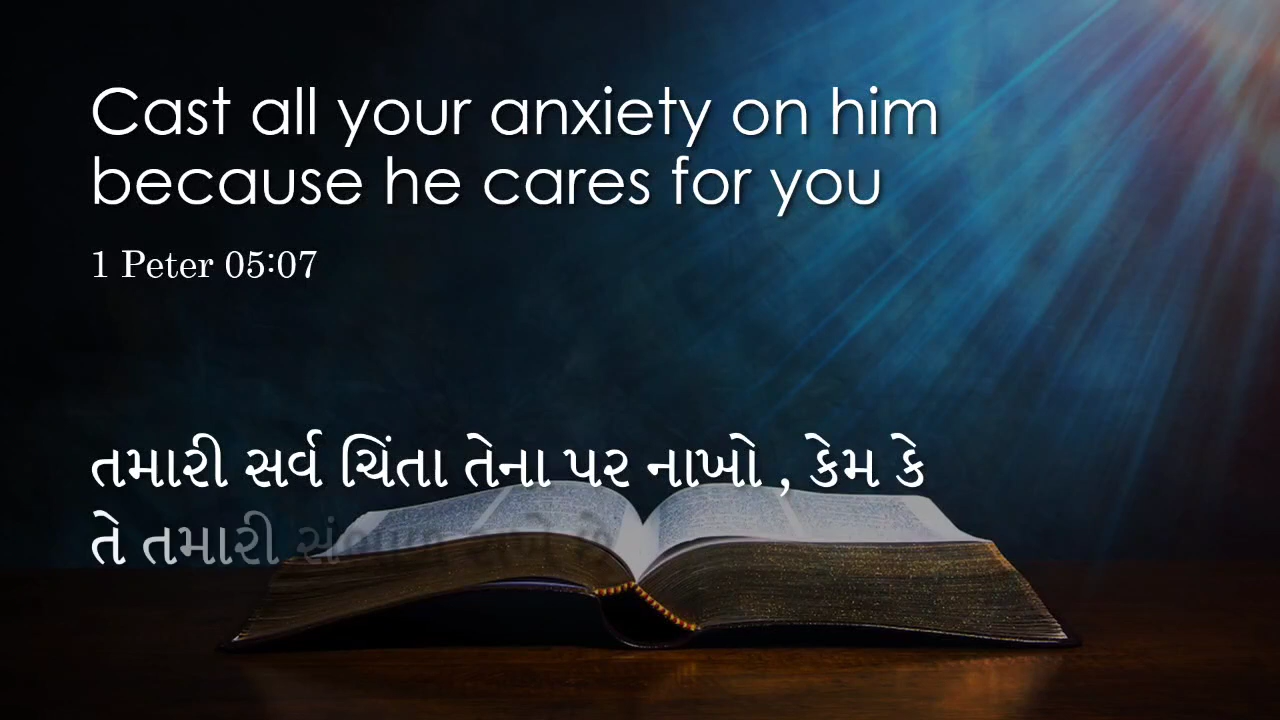 Cast all your anxiety on him
because he cares for you
1 Peter 05:07
તમારી સર્વ ચિંતા તેના પર નાખો , કેમ કે
તે તમારી